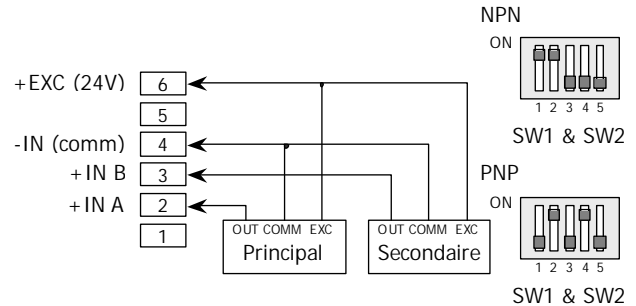 NPN
ON
+EXC (24V) 6
1 2 3 4 5
5
SW1 & SW2
-IN (comm) 4
+IN B 3
PNP
+IN A 2
ON
OUT COMM EXC
OUT COMM EXC
1
Principal
Secondaire
1 2 3 4 5
SW1 & SW2